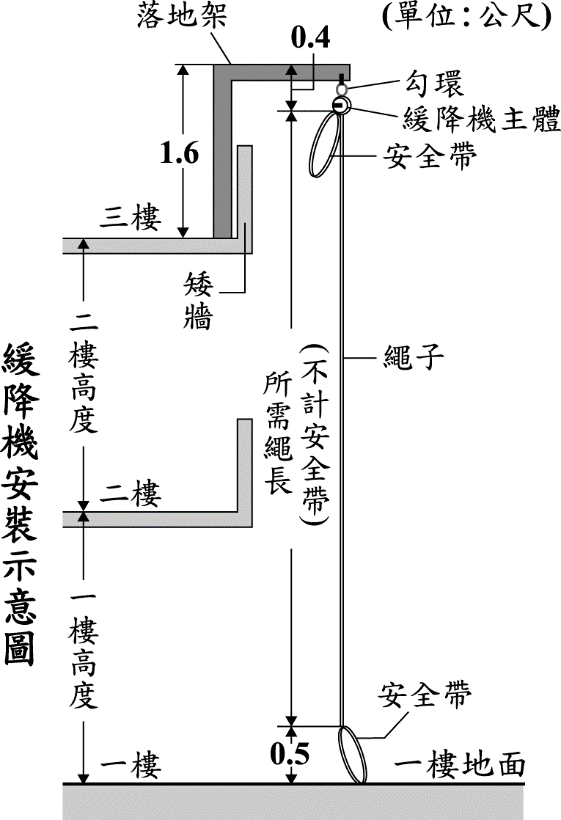 落地架
0.4
(單位：公尺)
勾環
緩降機主體
安全帶
1.6
三樓
矮牆
二樓高度
繩子
(不計安全帶)
所需繩長
緩降機安裝示意圖
二樓
一樓高度
安全帶
0.5
一樓
一樓地面